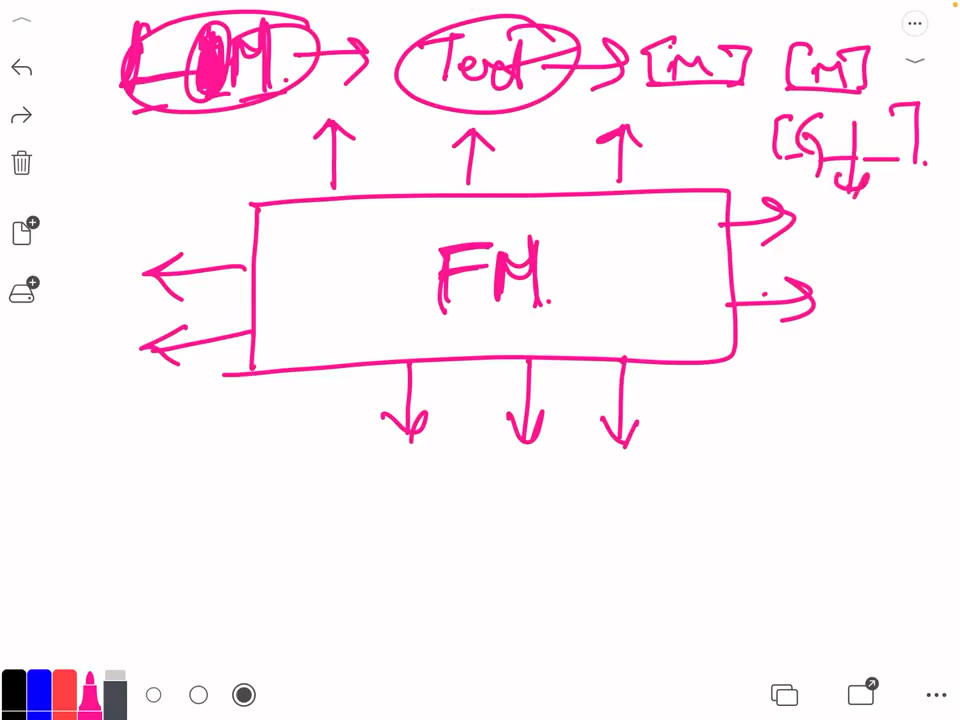 L M. → Text → [M] [M]
FM.